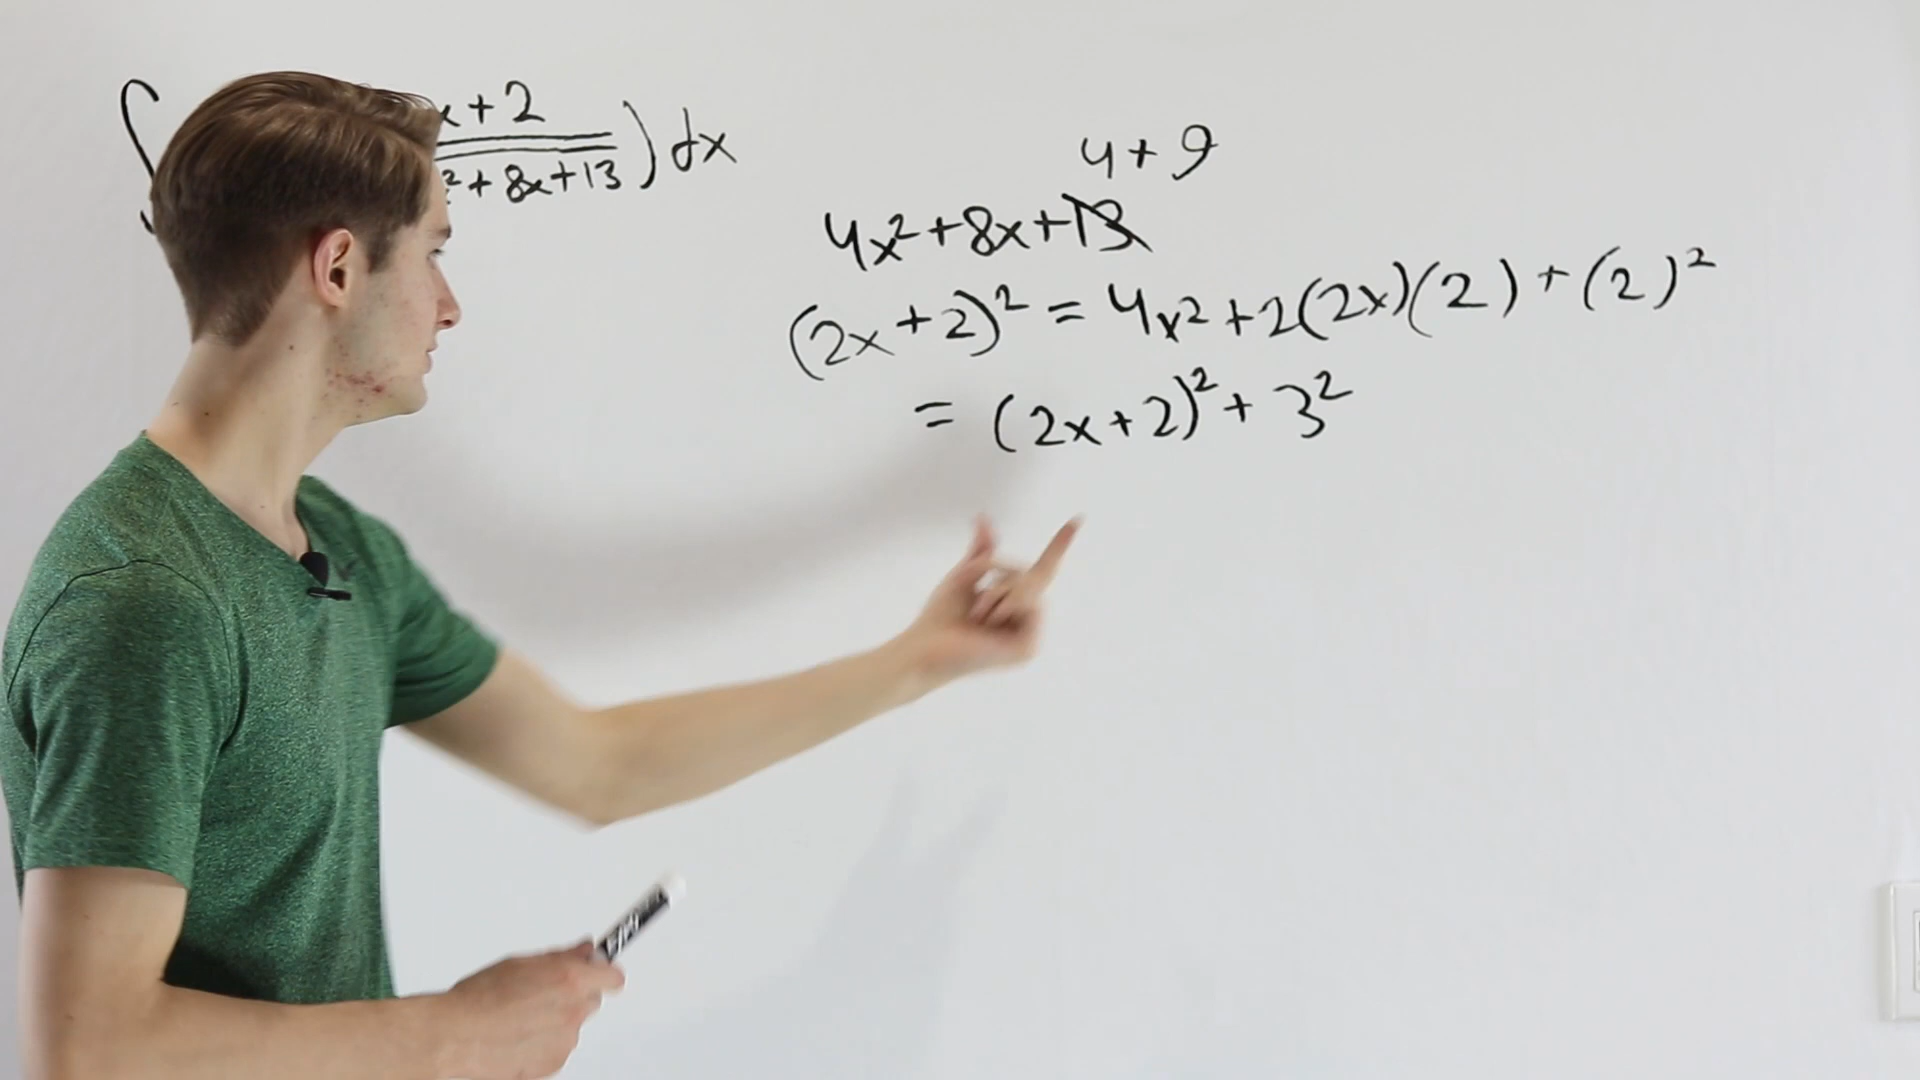 ∫ x+2
²+8x+13 ) dx
4+9
4x²+8x+13
(2x+2)² = 4x²+2(2x)(2)+(2)²
= (2x+2)²+3²